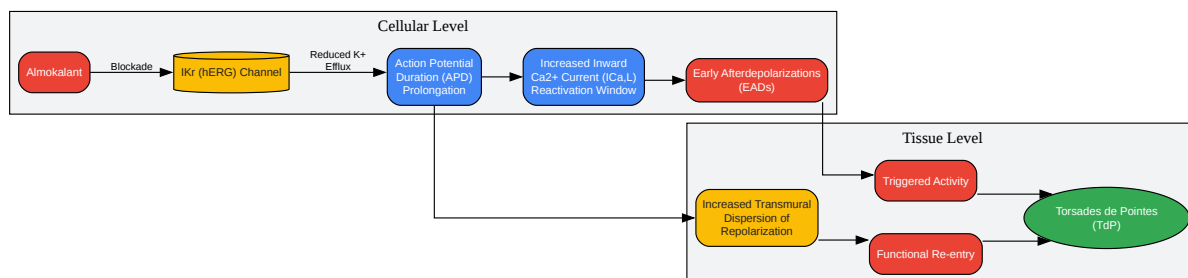 Cellular Level
Almokalant
Blockade
IKr (hERG) Channel
Reduced K+
Efflux
Action Potential
Duration (APD)
Prolongation
Increased Inward
Ca2+ Current (ICa,L)
Reactivation Window
Early Afterdepolarizations
(EADs)
Tissue Level
Increased Transmural
Dispersion of
Repolarization
Triggered Activity
Functional Re-entry
Torsades de Pointes
(TdP)